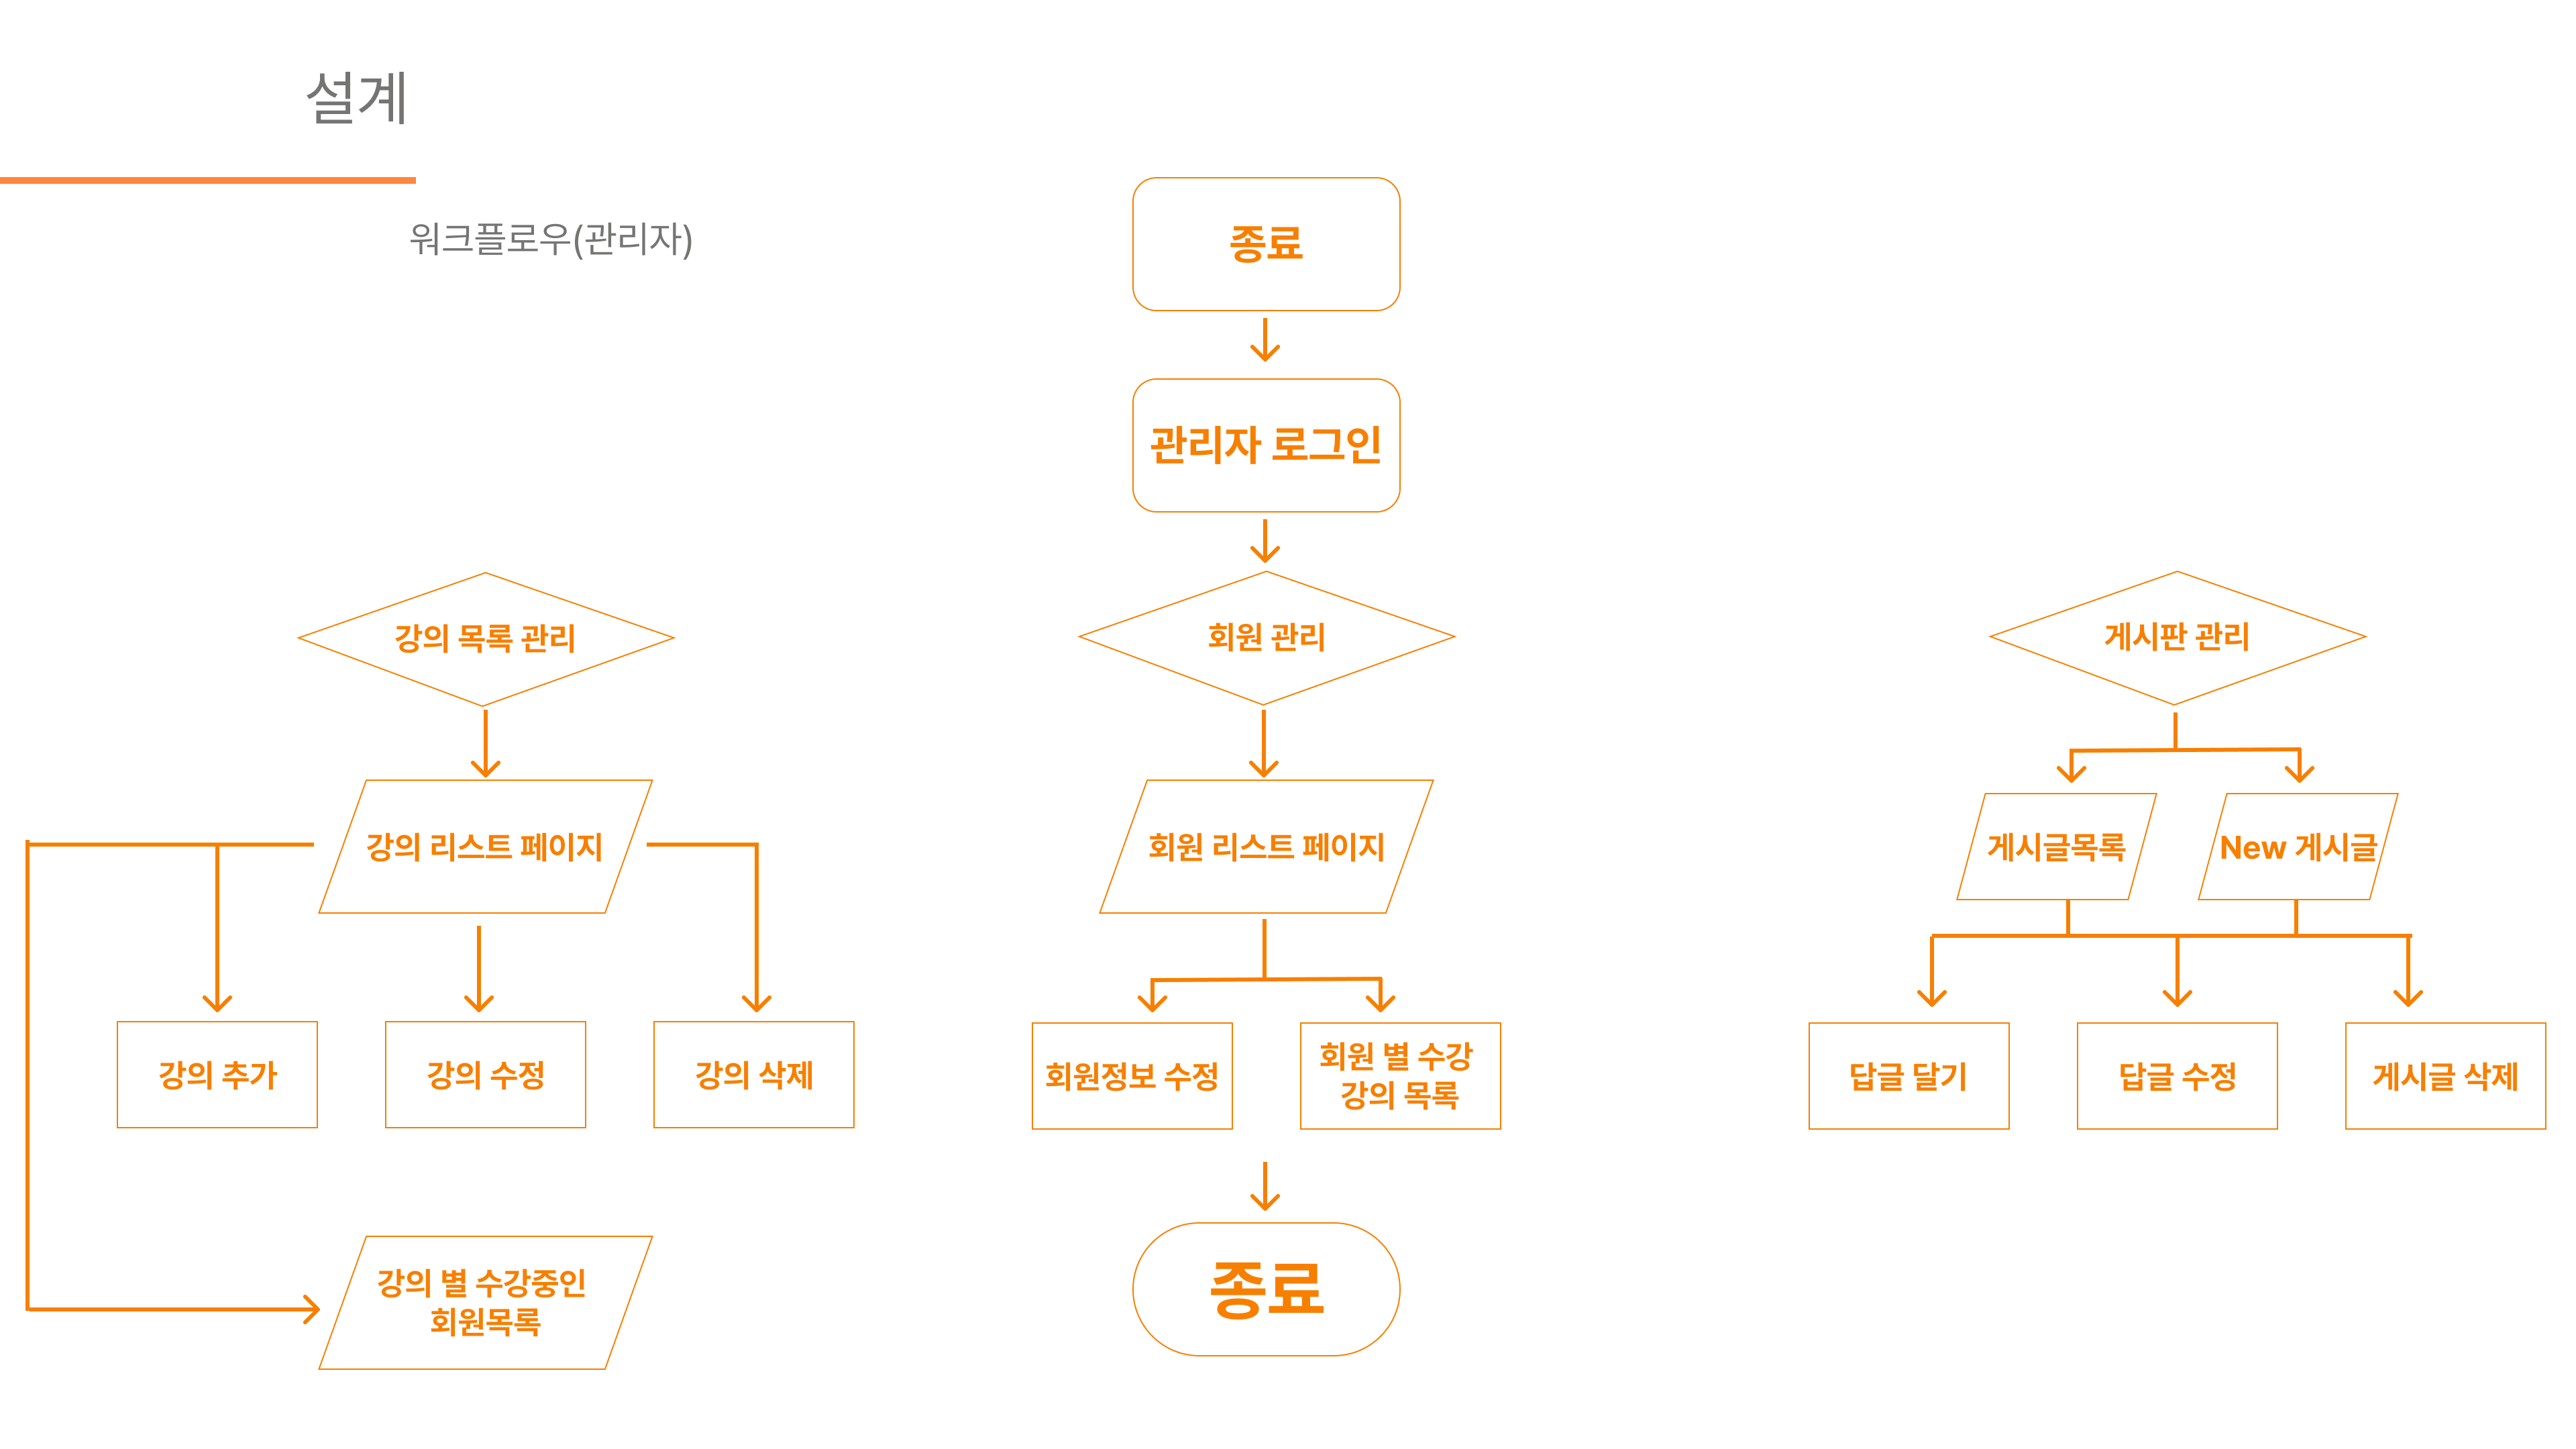 설계
워크플로우(관리자)
종료
관리자 로그인
강의 목록 관리
회원 관리
게시판 관리
강의 리스트 페이지
회원 리스트 페이지
게시글목록
New 게시글
강의 추가
강의 수정
강의 삭제
회원정보 수정
회원 별 수강
강의 목록
답글 달기
답글 수정
게시글 삭제
강의 별 수강중인
회원목록
종료